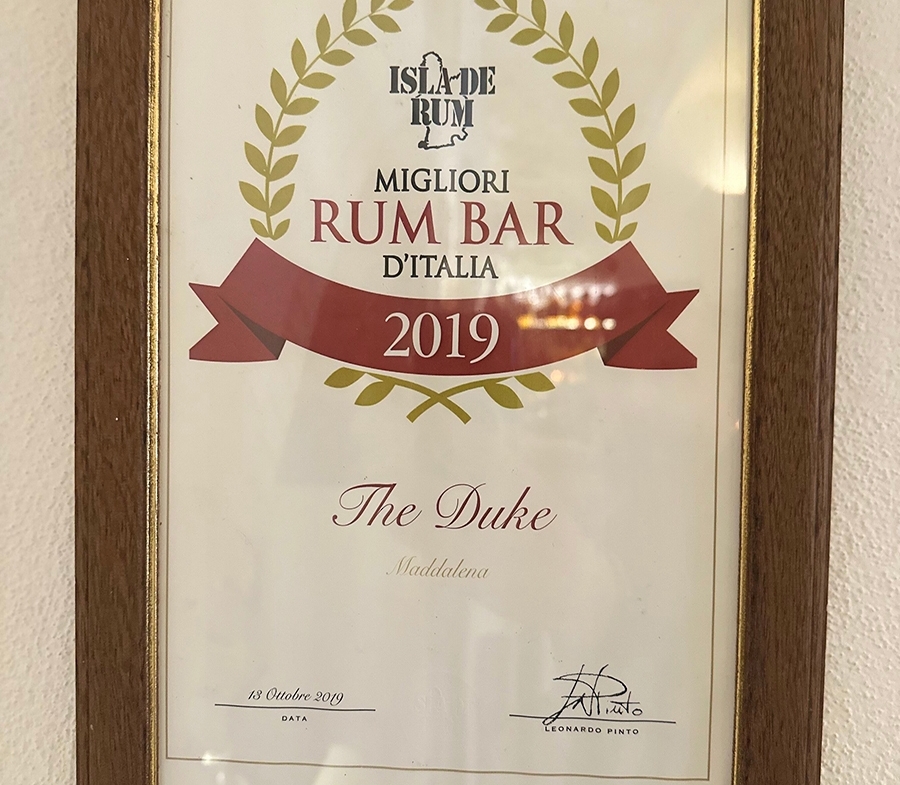 ISLA DE
RUM
MIGLIORI
RUM BAR
D'ITALIA
2019
The Duke
Maddalena
13 Ottobre 2019
DATA
LEONARDO PINTO